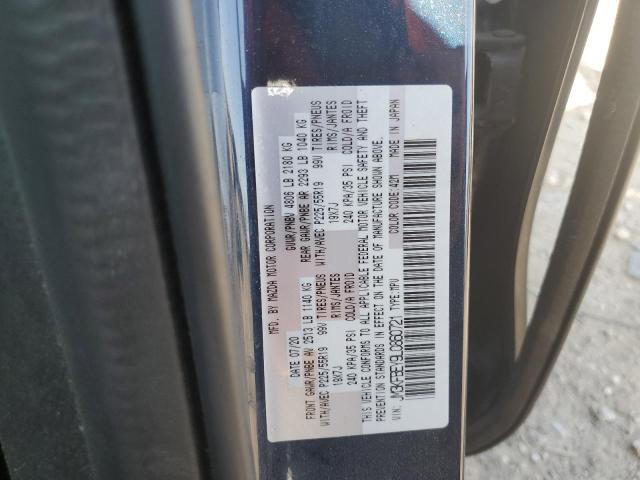 MFD. BY MAZDA MOTOR CORPORATION
DATE 07/20 GVWR/PNBV 4806 LB 2180 KG
FRONT GAWR/PNBE AV 2513 LB 1140 KG REAR GAWR/PNBE AR 2293 LB 1040 KG
WITH/AVEC P225/55R19 99V TIRES/PNEUS WITH/AVEC P225/55R19 99V TIRES/PNEUS
19X7J RIMS/JANTES 19X7J RIMS/JANTES
240 KPA/35 PSI COLD/A FROID 240 KPA/35 PSI COLD/A FROID
THIS VEHICLE CONFORMS TO ALL APPLICABLE FEDERAL MOTOR VEHICLE SAFETY AND THEFT
PREVENTION STANDARDS IN EFFECT ON THE DATE OF MANUFACTURE SHOWN ABOVE.
VIN: TYPE: MPV COLOR CODE: 42M MADE IN JAPAN